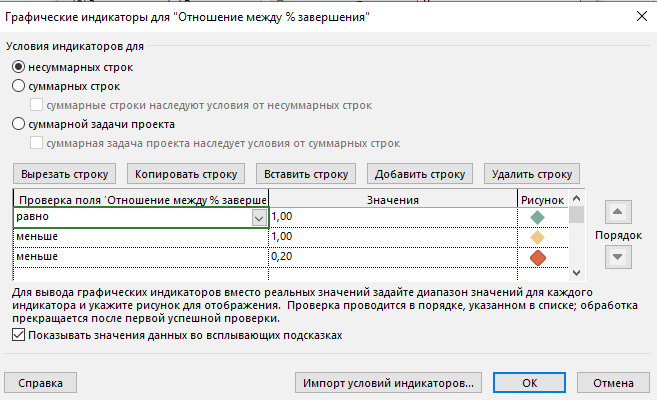 Графические индикаторы для "Отношение между % завершения"
Условия индикаторов для
несуммарных строк
суммарных строк
суммарные строки наследуют условия от несуммарных строк
суммарной задачи проекта
суммарная задача проекта наследует условия от суммарных строк
Вырезать строку Копировать строку Вставить строку Добавить строку Удалить строку
Проверка поля 'Отношение между % заверше Значения Рисунок
равно 1,00
меньше 1,00
меньше 0,20
Порядок
Для вывода графических индикаторов вместо реальных значений задайте диапазон значений для каждого
индикатора и укажите рисунок для отображения. Проверка проводится в порядке, указанном в списке; обработка
прекращается после первой успешной проверки.
Показывать значения данных во всплывающих подсказках
Справка Импорт условий индикаторов... ОК Отмена